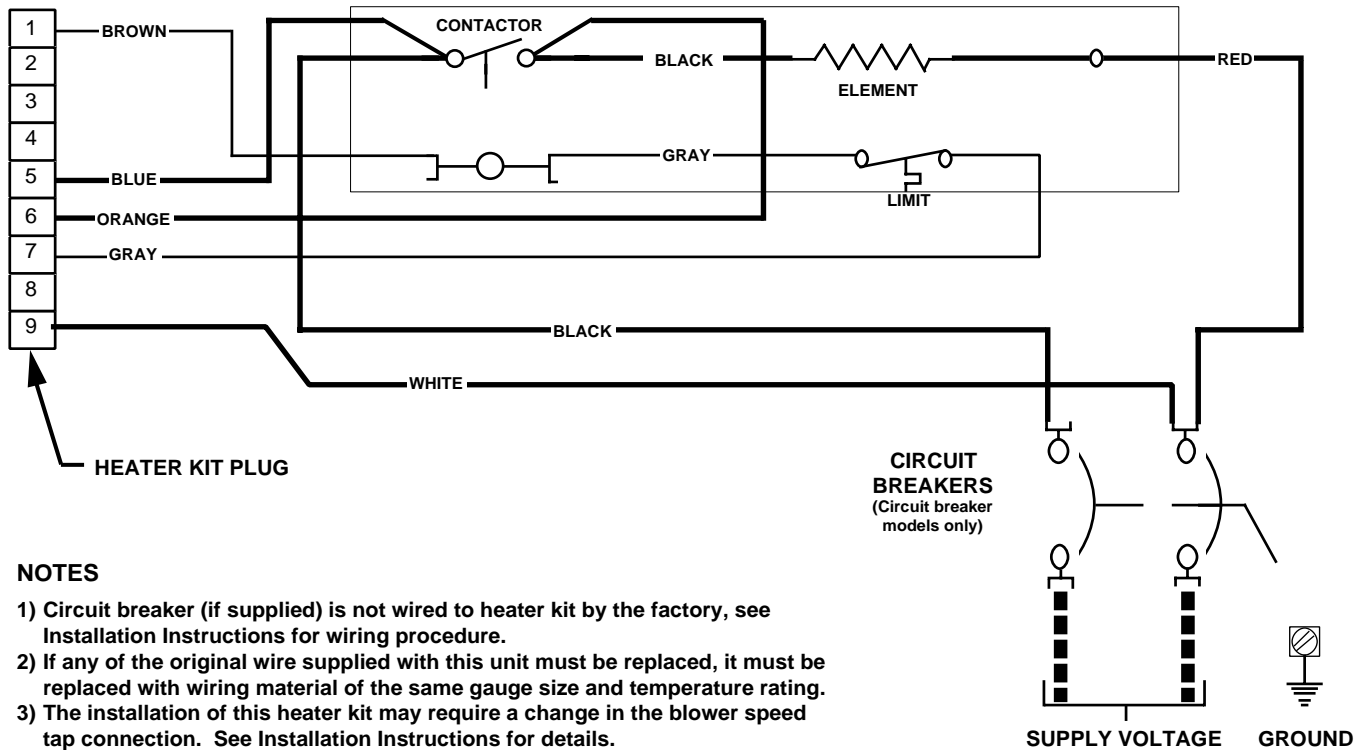 1
2
3
4
5
6
7
8
9
BROWN
CONTACTOR
BLACK
ELEMENT
RED
GRAY
LIMIT
BLUE
ORANGE
GRAY
BLACK
WHITE
HEATER KIT PLUG
CIRCUIT
BREAKERS
(Circuit breaker
models only)
NOTES
1) Circuit breaker (if supplied) is not wired to heater kit by the factory, see
Installation Instructions for wiring procedure.
2) If any of the original wire supplied with this unit must be replaced, it must be
replaced with wiring material of the same gauge size and temperature rating.
3) The installation of this heater kit may require a change in the blower speed
tap connection. See Installation Instructions for details.
SUPPLY VOLTAGE
GROUND